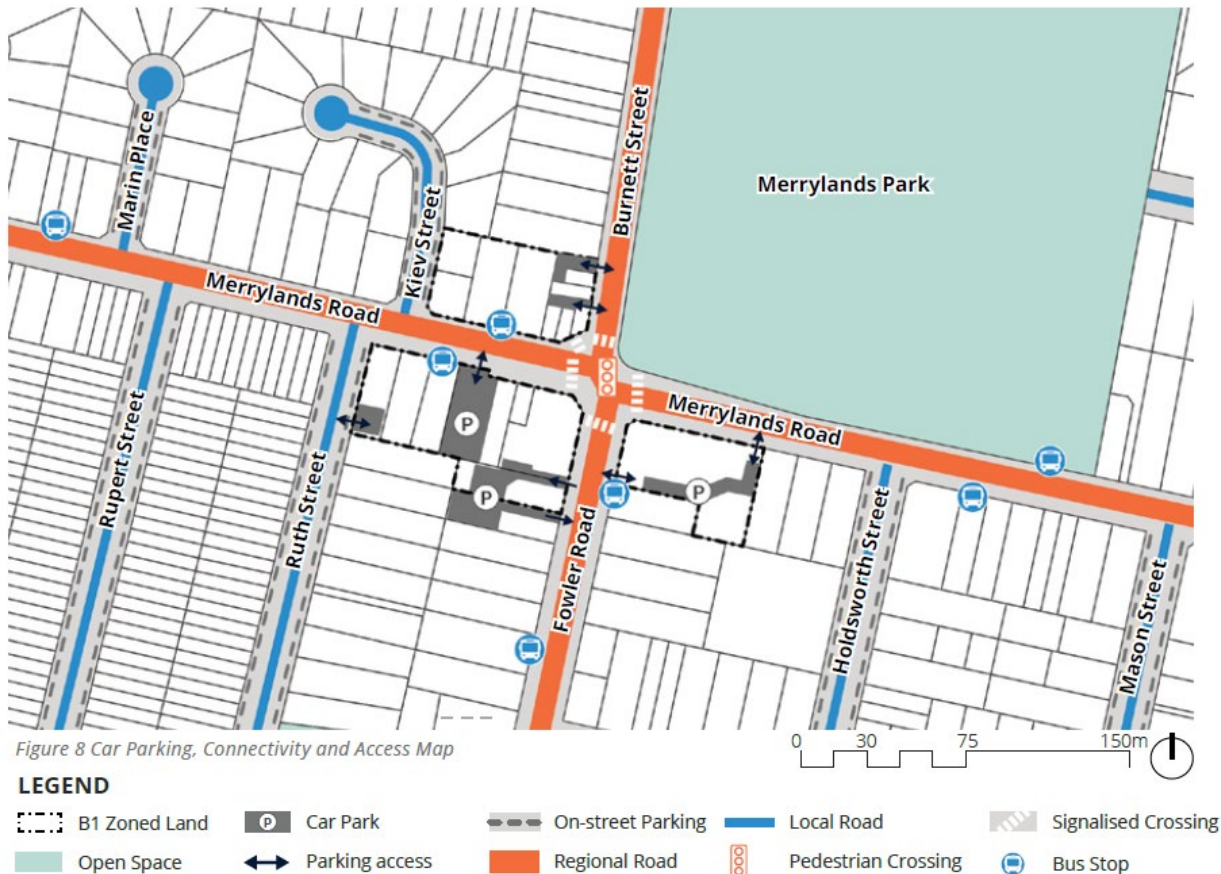 Marin Place
Kiev Street
Burnett Street
Merrylands Park
Merrylands Road
Merrylands Road
Rupert Street
Ruth Street
P
P
P
Fowler Road
Holdsworth Street
Mason Street
Figure 8 Car Parking, Connectivity and Access Map
0 30 75 150m
LEGEND
B1 Zoned Land
P Car Park
On-street Parking
Local Road
Signalised Crossing
Open Space
Parking access
Regional Road
Pedestrian Crossing
Bus Stop